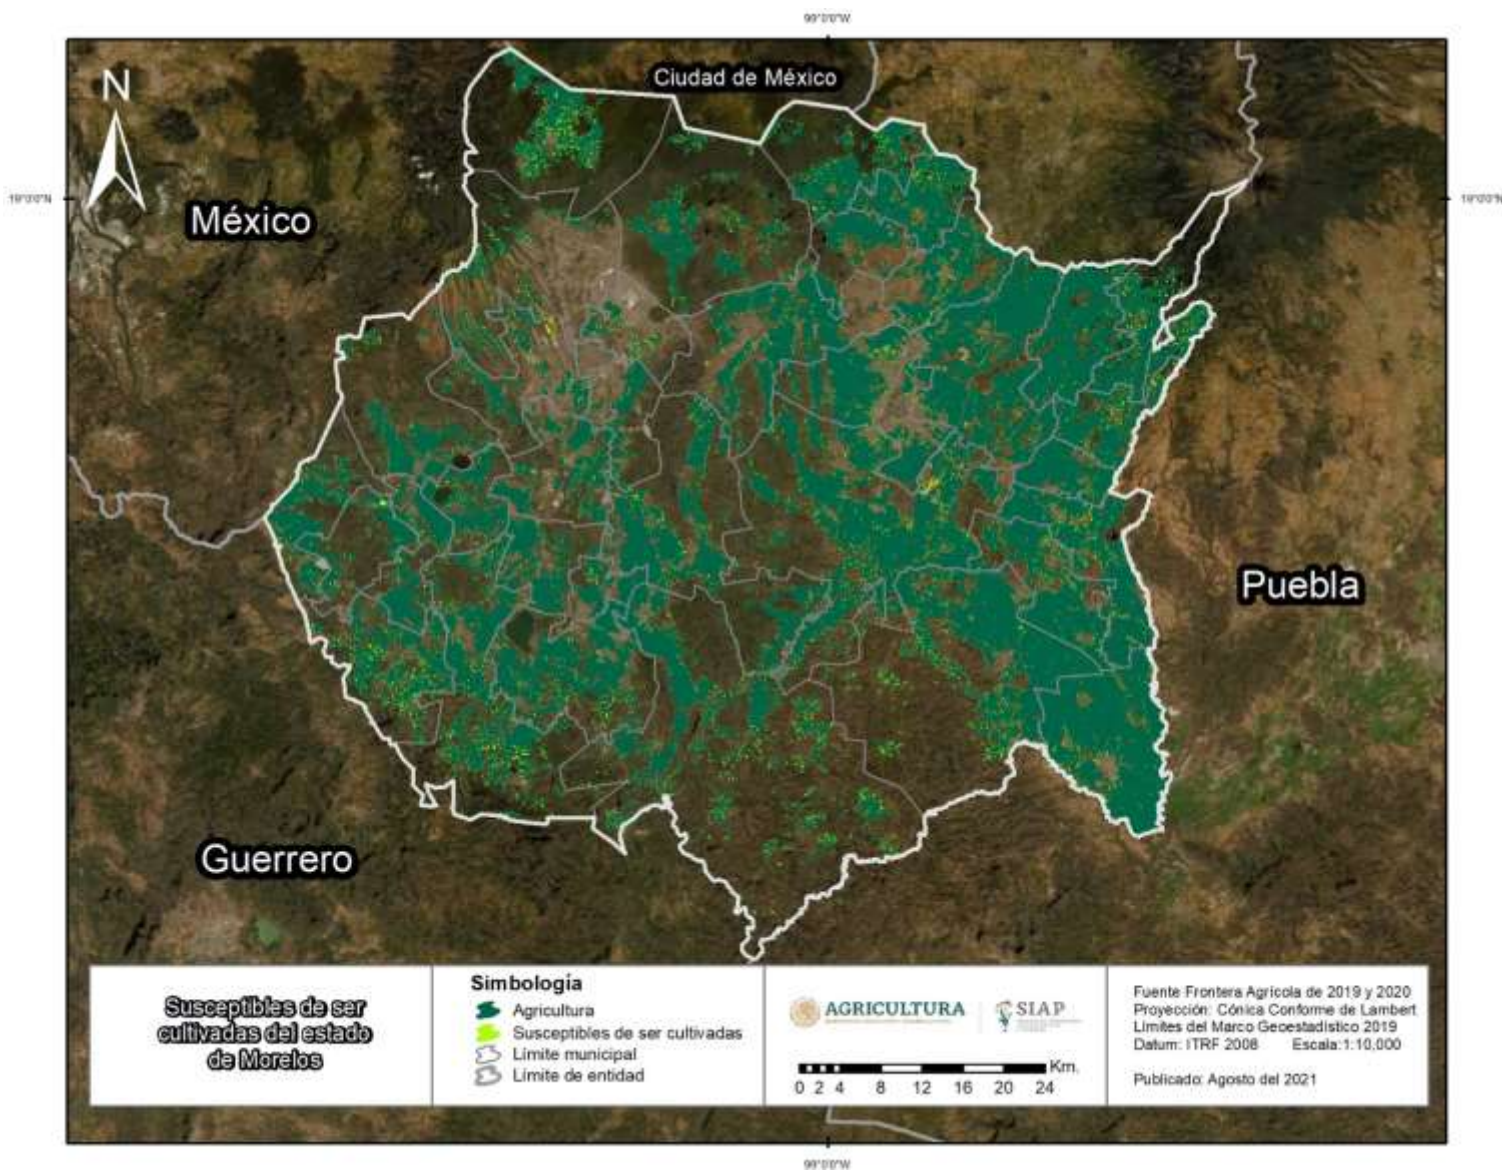 99°0'0"W
Ciudad de México
N
19°0'0"N
19°0'0"N
México
Puebla
Guerrero
Susceptibles de ser
cultivadas del estado
de Morelos
Simbología
Agricultura
Susceptibles de ser cultivadas
Límite municipal
Límite de entidad
AGRICULTURA
SIAP
Km.
0 2 4 8 12 16 20 24
Fuente:Frontera Agrícola de 2019 y 2020
Proyección: Cónica Conforme de Lambert
Límites del Marco Geoestadístico 2019
Datum: ITRF 2008 Escala:1:10,000
Publicado: Agosto del 2021
99°0'0"W